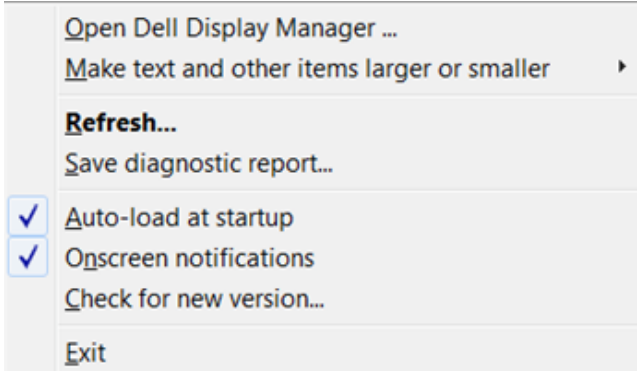 Open Dell Display Manager ...
Make text and other items larger or smaller
Refresh...
Save diagnostic report...
Auto-load at startup
Onscreen notifications
Check for new version...
Exit